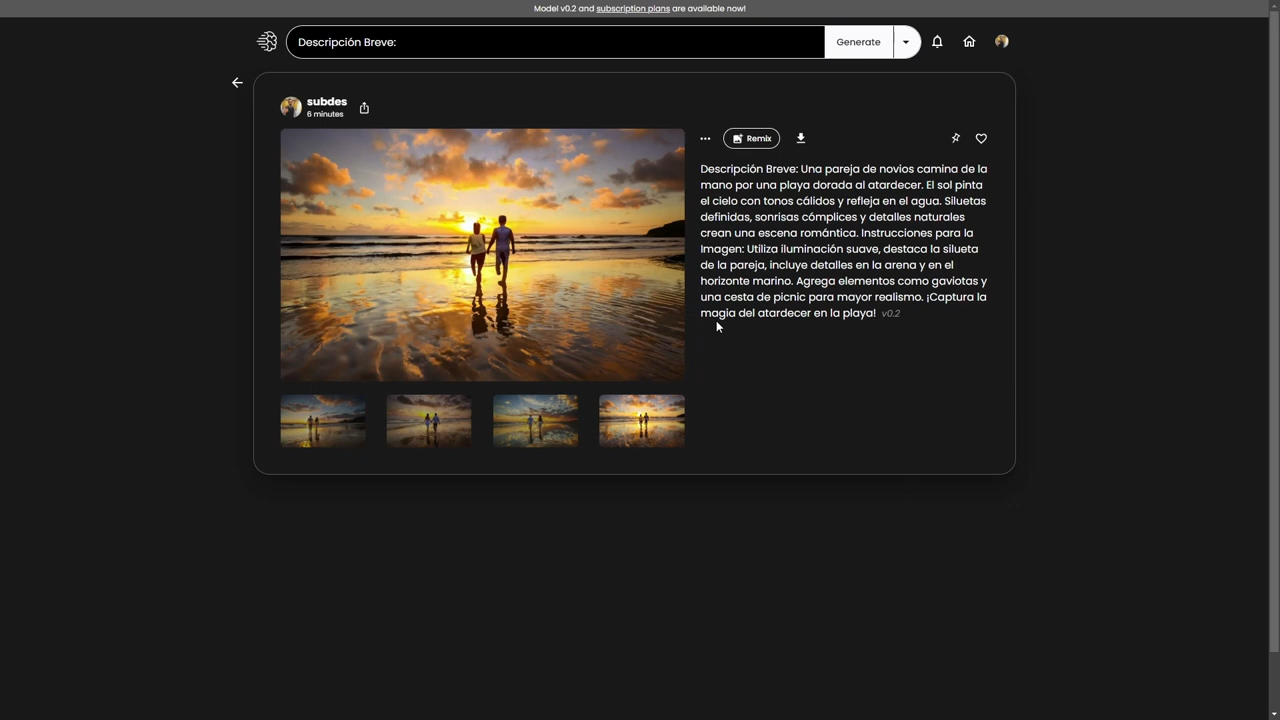 Model v0.2 and subscription plans are available now!
Descripción Breve:
Generate
subdes
6 minutes
Remix
Descripción Breve: Una pareja de novios camina de la
mano por una playa dorada al atardecer. El sol pinta
el cielo con tonos cálidos y refleja en el agua. Siluetas
definidas, sonrisas cómplices y detalles naturales
crean una escena romántica. Instrucciones para la
Imagen: Utiliza iluminación suave, destaca la silueta
de la pareja, incluye detalles en la arena y en el
horizonte marino. Agrega elementos como gaviotas y
una cesta de picnic para mayor realismo. ¡Captura la
magia del atardecer en la playa! v0.2